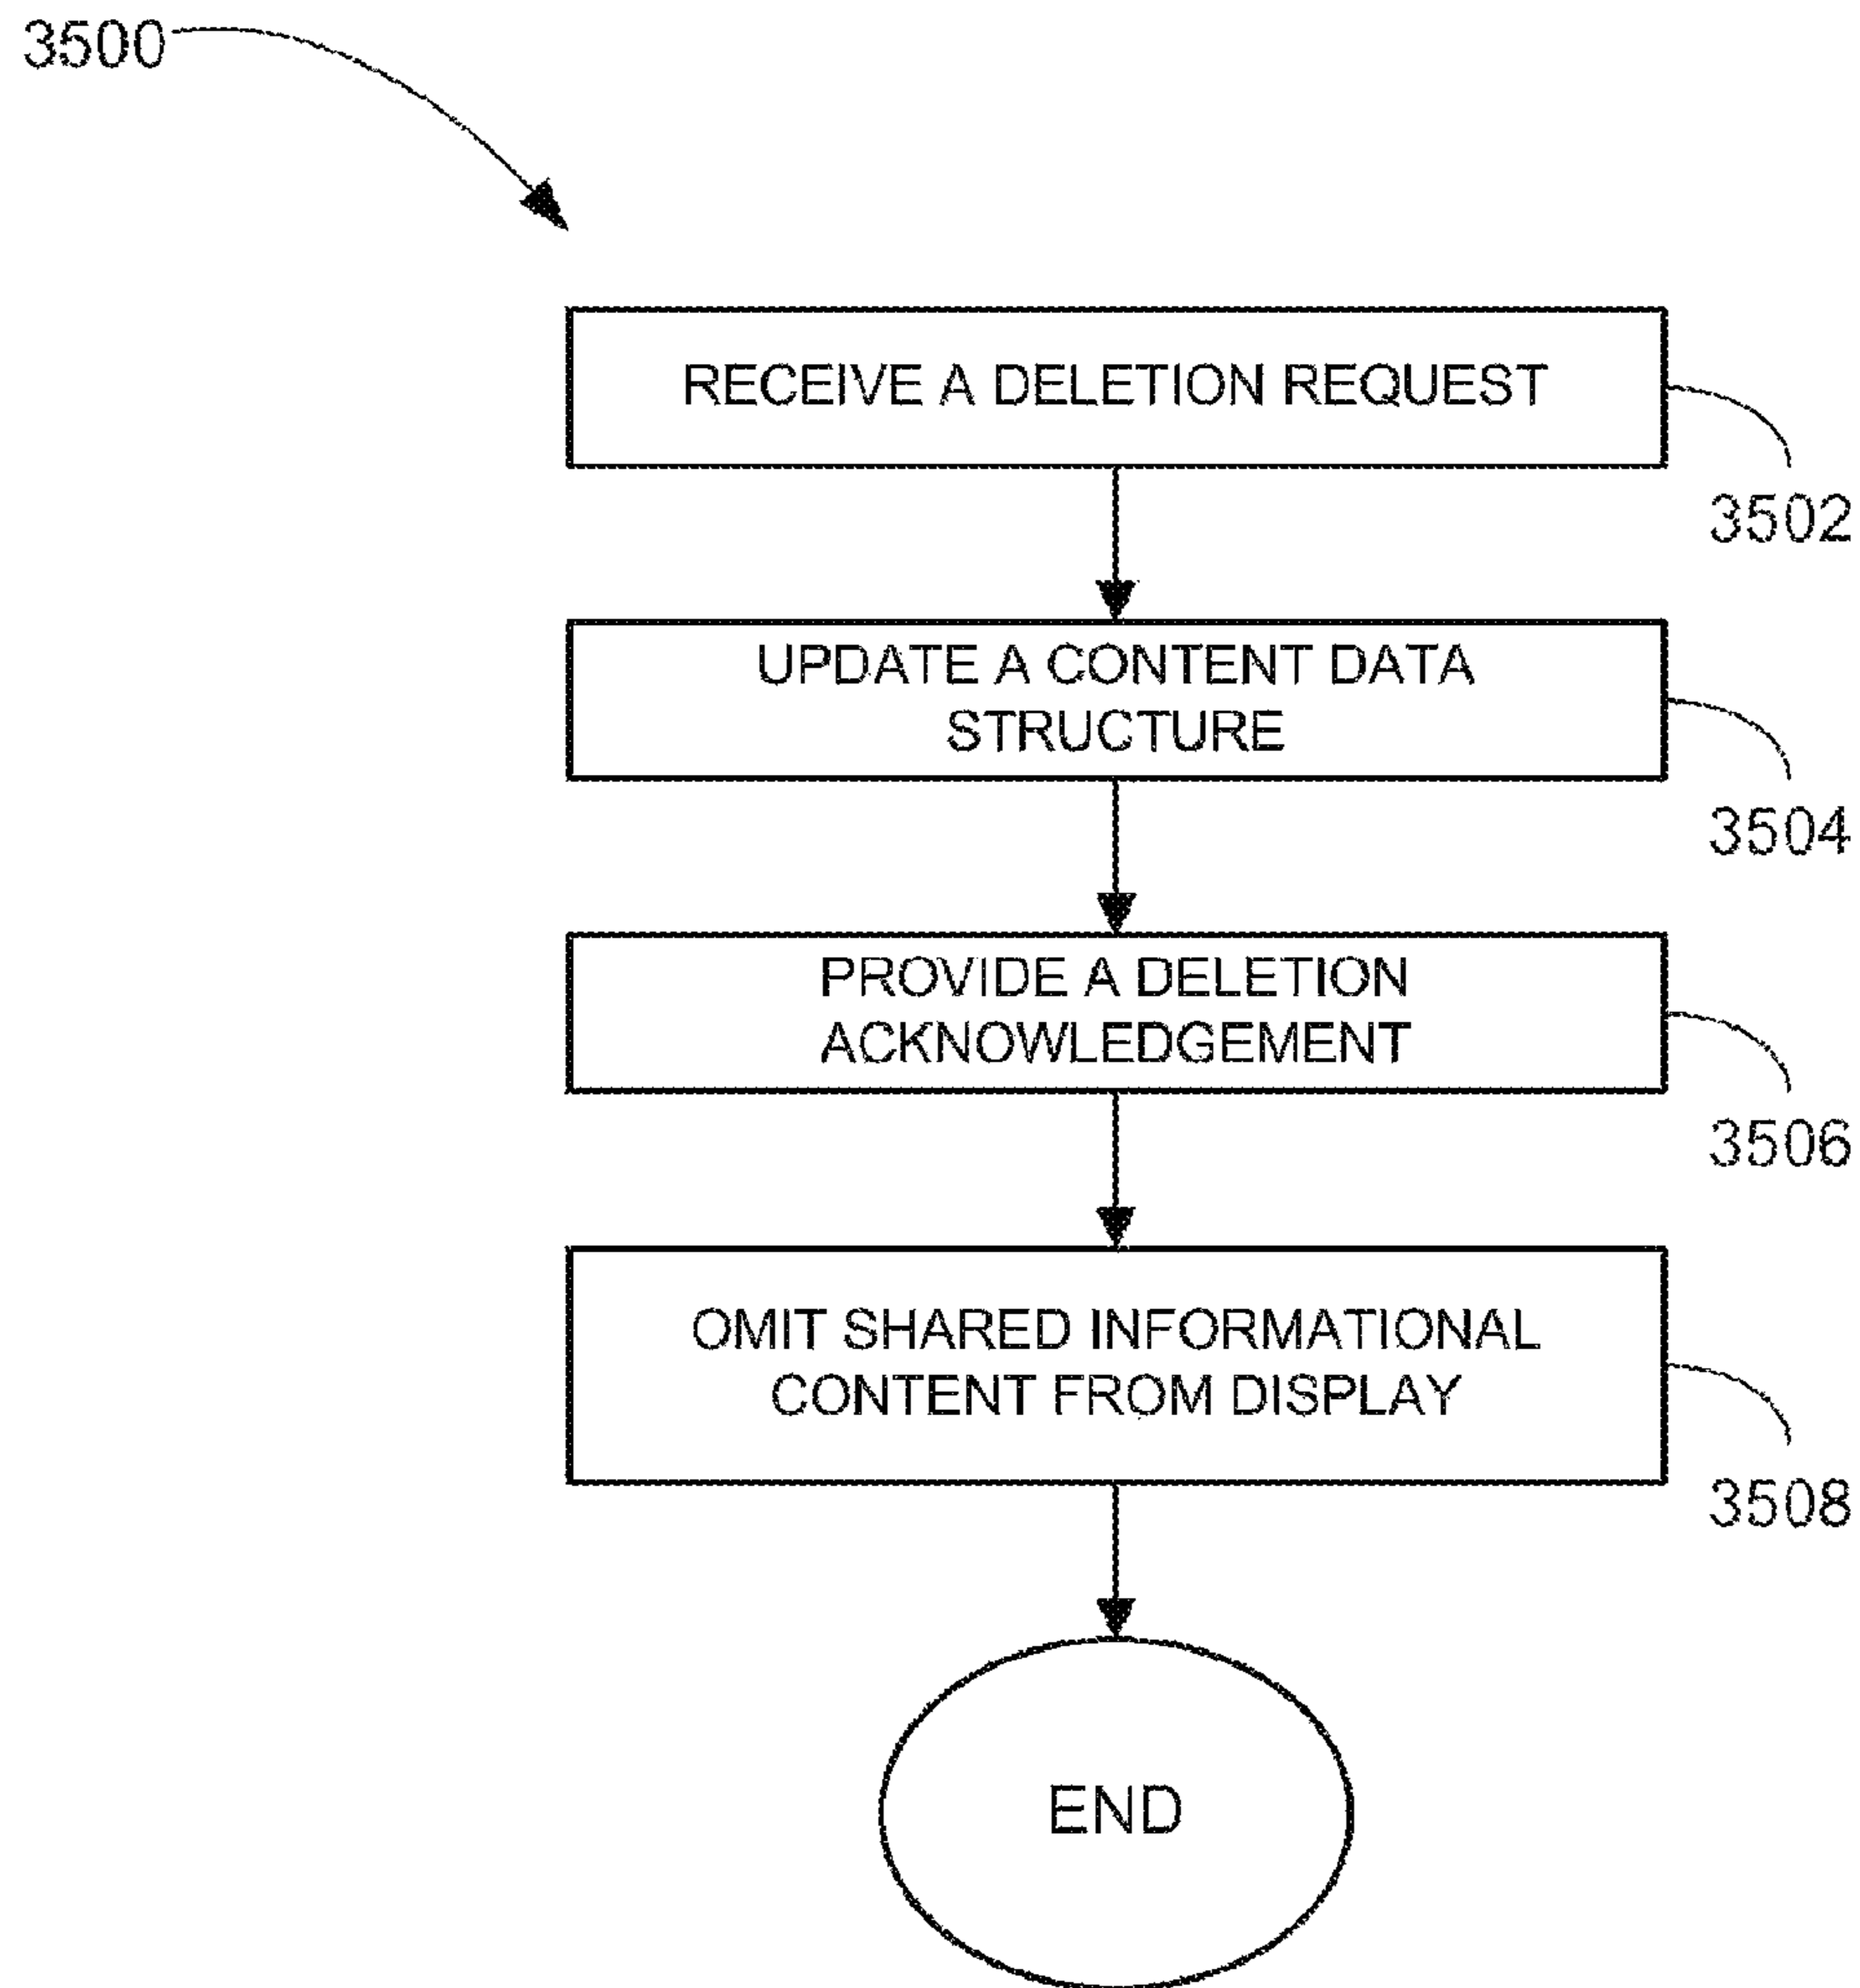 3500
RECEIVE A DELETION REQUEST
3502
UPDATE A CONTENT DATA
STRUCTURE
3504
PROVIDE A DELETION
ACKNOWLEDGEMENT
3506
OMIT SHARED INFORMATIONAL
CONTENT FROM DISPLAY
3508
END